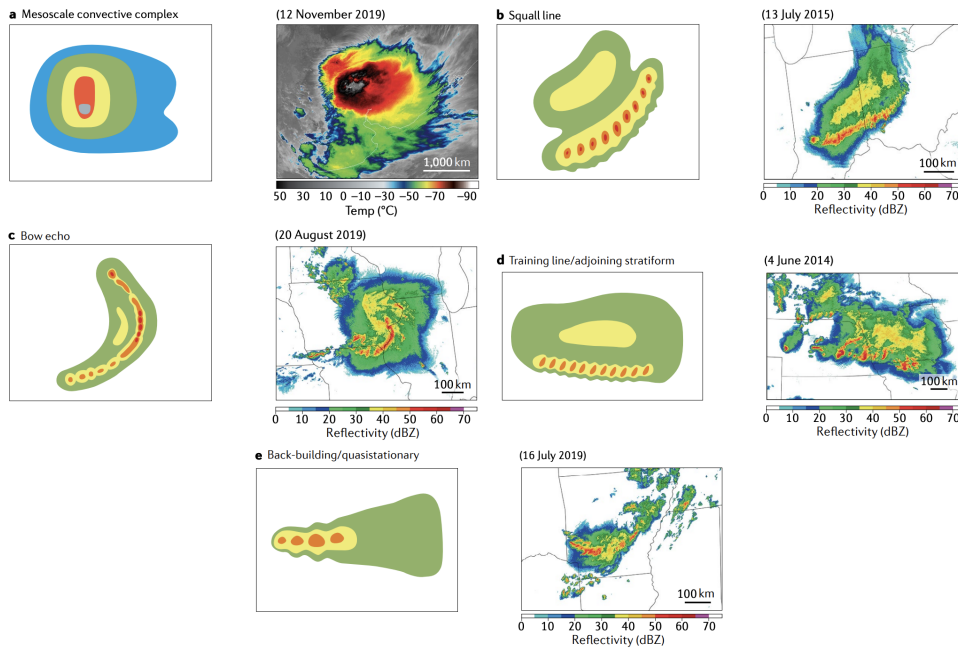 a Mesoscale convective complex
(12 November 2019)
1,000 km
50 30 10 0 −10 −30 −50 −70 −90
Temp (°C)
b Squall line
(13 July 2015)
100 km
0 10 20 30 40 50 60 70
Reflectivity (dBZ)
c Bow echo
(20 August 2019)
100 km
0 10 20 30 40 50 60 70
Reflectivity (dBZ)
d Training line/adjoining stratiform
(4 June 2014)
100 km
0 10 20 30 40 50 60 70
Reflectivity (dBZ)
e Back-building/quasistationary
(16 July 2019)
100 km
0 10 20 30 40 50 60 70
Reflectivity (dBZ)